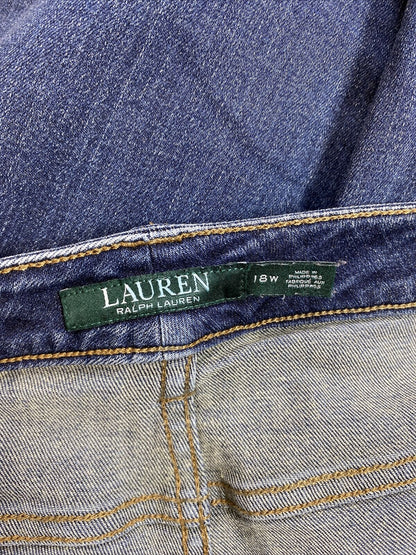 LAUREN
RALPH LAUREN
18W
MADE IN
PHILIPPINES
FABRIQUÉ AUX
PHILIPPINES